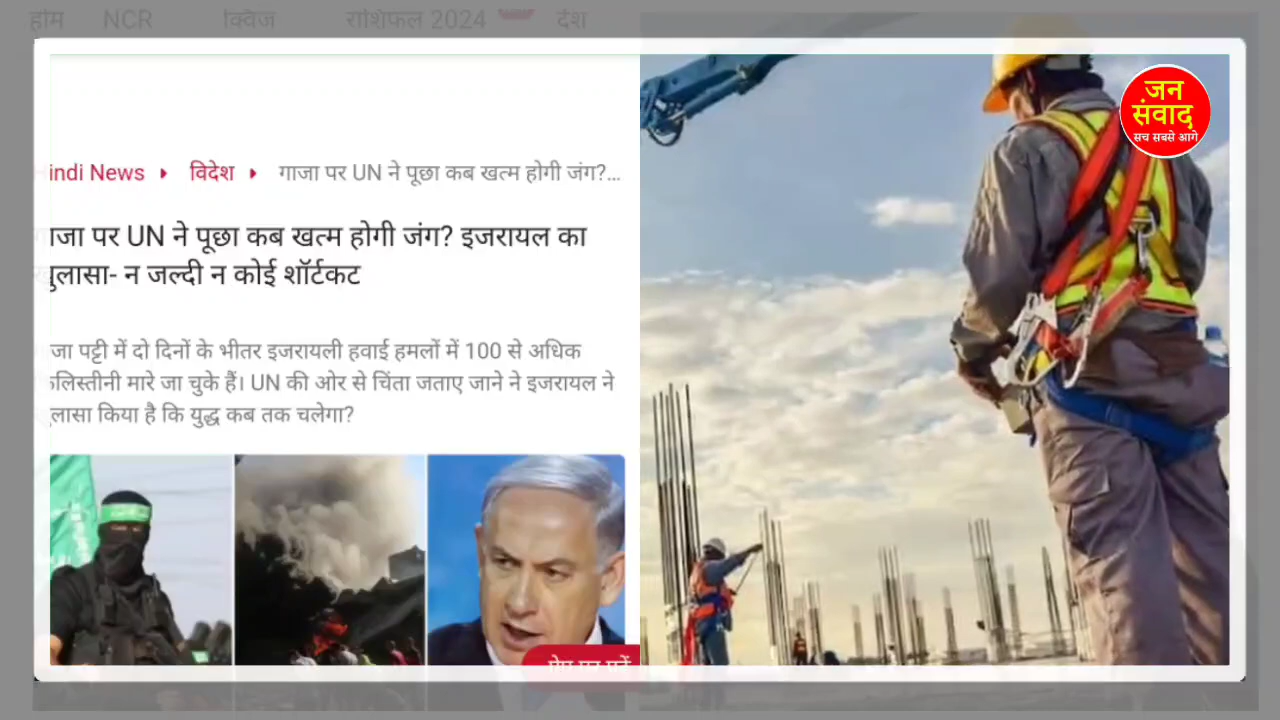 होम NCR क्विज राशिफल 2024 देश
जन
संवाद
सच सबसे आगे
indi News विदेश गाजा पर UN ने पूछा कब खत्म होगी जंग?...
गाजा पर UN ने पूछा कब खत्म होगी जंग? इजरायल का
खुलासा- न जल्दी न कोई शॉर्टकट
जा पट्टी में दो दिनों के भीतर इजरायली हवाई हमलों में 100 से अधिक
फलिस्तीनी मारे जा चुके हैं। UN की ओर से चिंता जताए जाने ने इजरायल ने
खुलासा किया है कि युद्ध कब तक चलेगा?